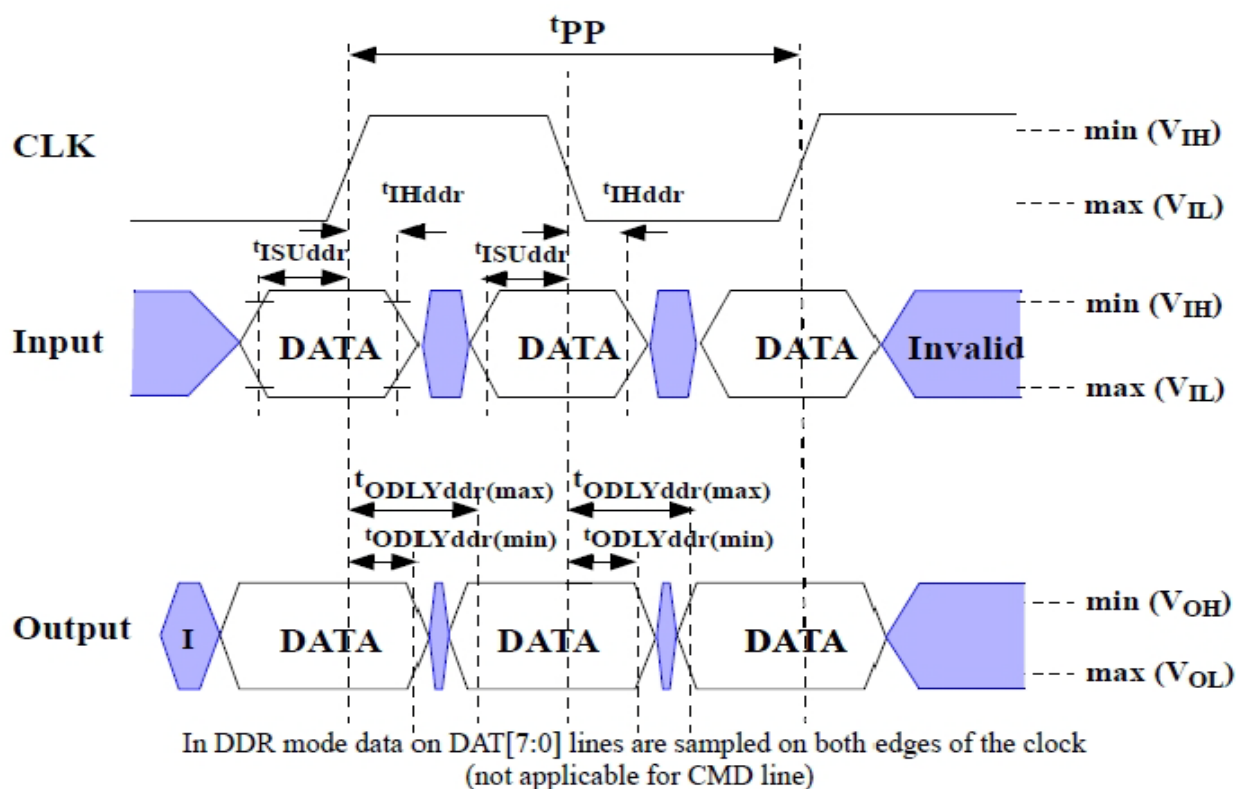 tPP
CLK
min (VIH)
max (VIL)
tIHddr
tIHddr
tISUddr
tISUddr
Input
DATA
DATA
DATA
Invalid
min (VIH)
max (VIL)
tODLYddr(max)
tODLYddr(max)
tODLYddr(min)
tODLYddr(min)
Output
I
DATA
DATA
DATA
min (VOH)
max (VOL)
In DDR mode data on DAT[7:0] lines are sampled on both edges of the clock
(not applicable for CMD line)